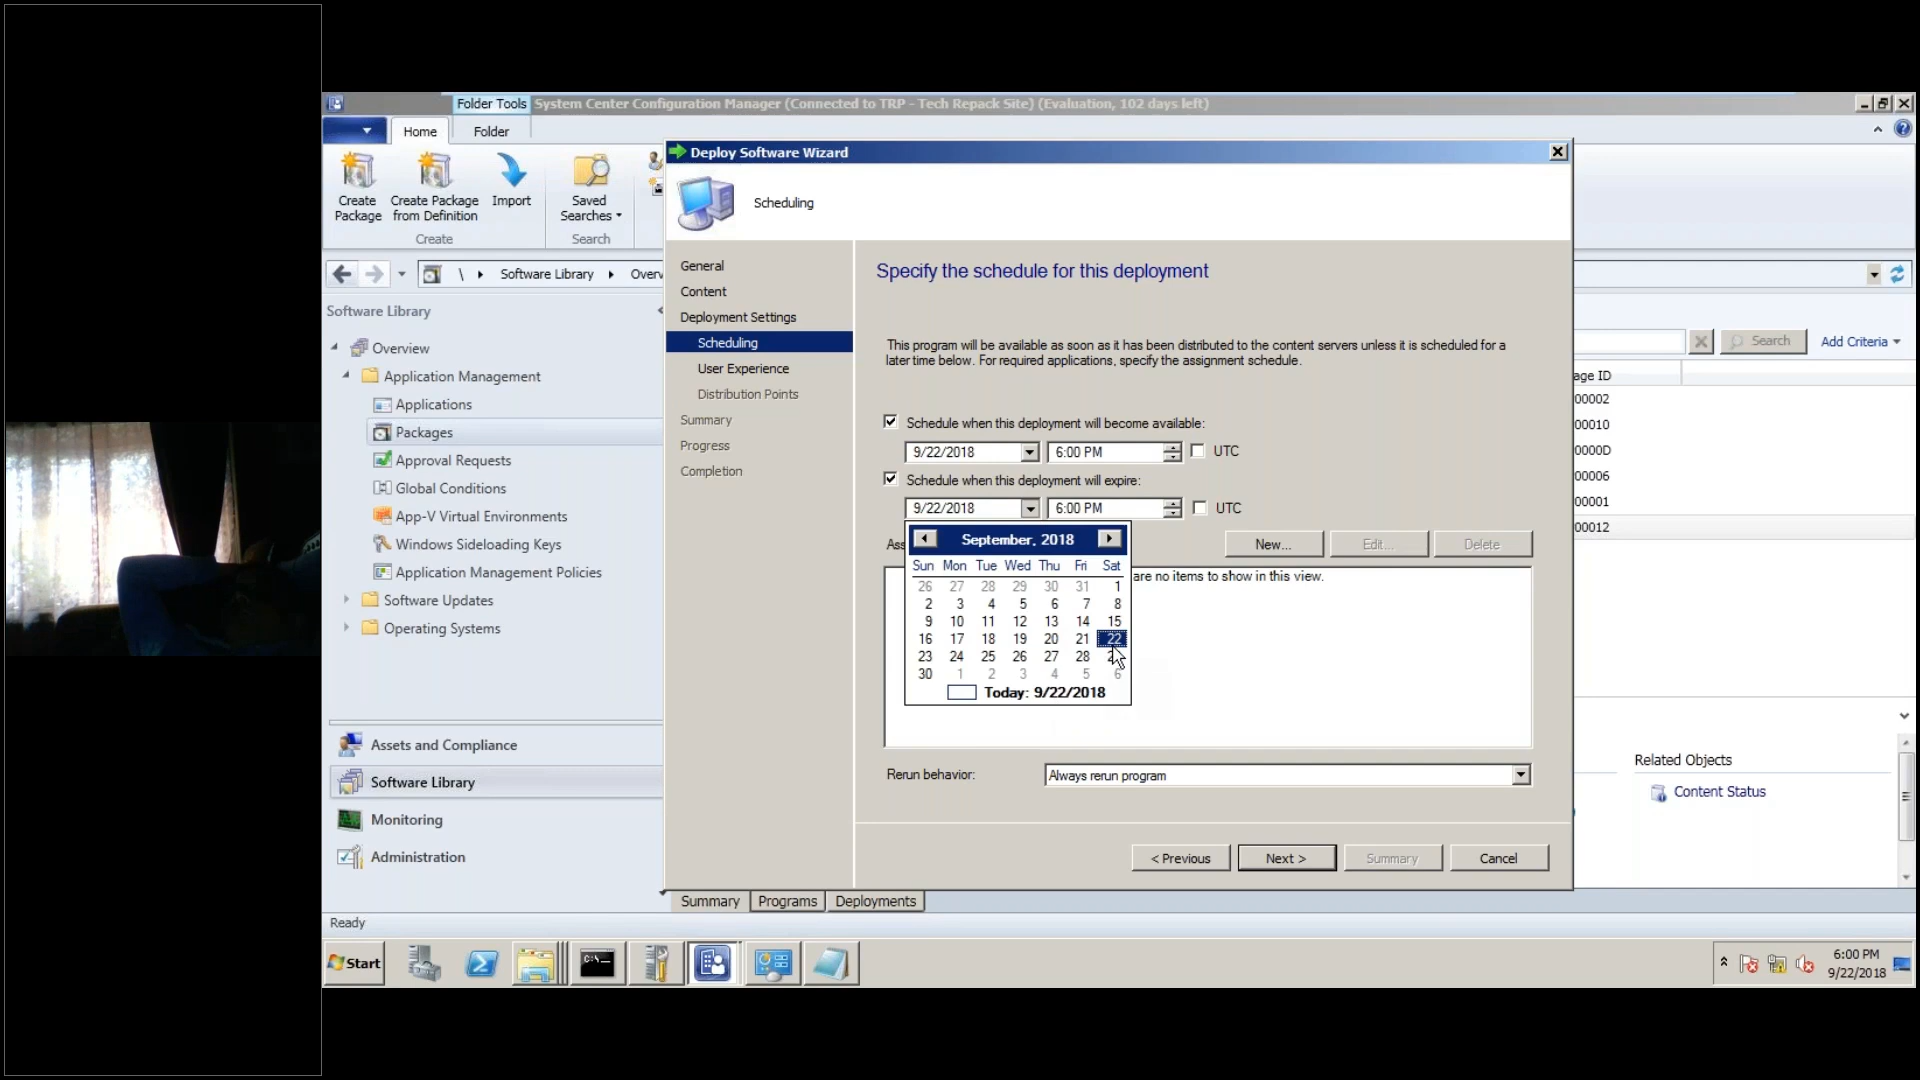 Folder Tools System Center Configuration Manager (Connected to TRP - Tech Repack Site) (Evaluation, 102 days left)
Home Folder
Create Package
Create Package from Definition
Import
Saved Searches
Create
Search
\ Software Library
Software Library
Overview
Application Management
Applications
Packages
Approval Requests
Global Conditions
App-V Virtual Environments
Windows Sideloading Keys
Application Management Policies
Software Updates
Operating Systems
Assets and Compliance
Software Library
Monitoring
Administration
Ready
Deploy Software Wizard
Scheduling
General
Content
Deployment Settings
Scheduling
User Experience
Distribution Points
Summary
Progress
Completion
Specify the schedule for this deployment
This program will be available as soon as it has been distributed to the content servers unless it is scheduled for a
later time below. For required applications, specify the assignment schedule.
Schedule when this deployment will become available:
9/22/2018 6:00 PM UTC
Schedule when this deployment will expire:
9/22/2018 6:00 PM UTC
New... Edit... Delete
are no items to show in this view.
September, 2018
Sun Mon Tue Wed Thu Fri Sat
26 27 28 29 30 31 1
2 3 4 5 6 7 8
9 10 11 12 13 14 15
16 17 18 19 20 21 22
23 24 25 26 27 28
30 1 2 3 4 5 6
Today: 9/22/2018
Rerun behavior: Always rerun program
< Previous Next > Summary Cancel
Search Add Criteria
age ID
00002
00010
0000D
00006
00001
00012
Related Objects
Content Status
Summary Programs Deployments
Start
C:\_
6:00 PM
9/22/2018